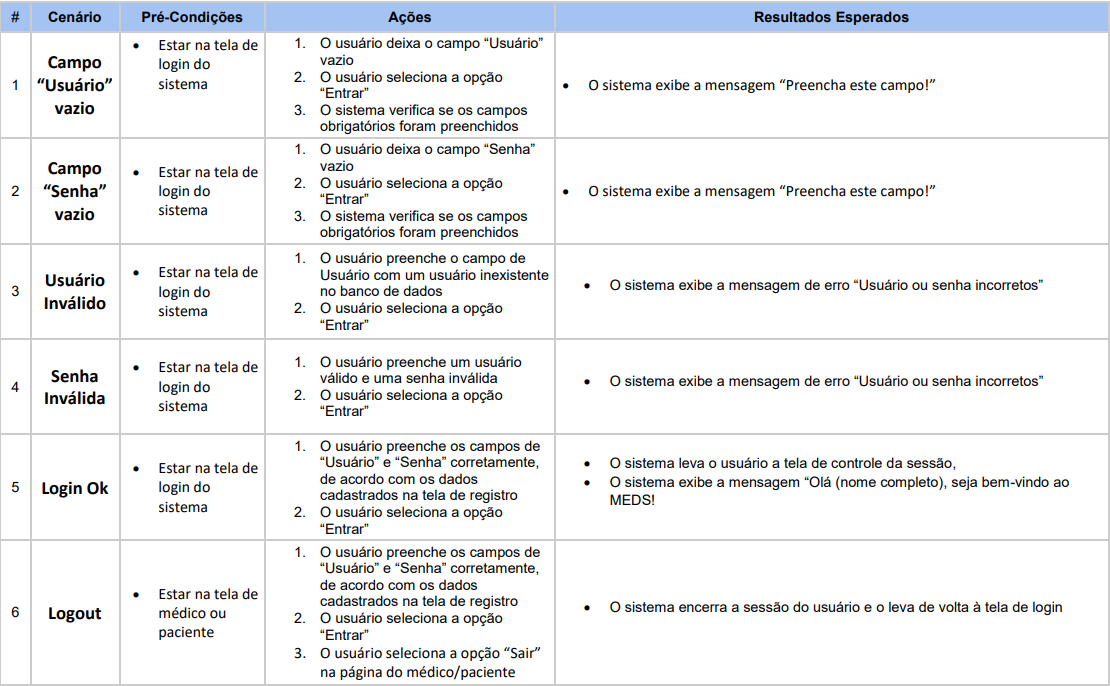 # Cenário Pré-Condições Ações Resultados Esperados
1
Campo
“Usuário”
vazio
• Estar na tela de
login do
sistema
1. O usuário deixa o campo “Usuário”
vazio
2. O usuário seleciona a opção
“Entrar”
3. O sistema verifica se os campos
obrigatórios foram preenchidos
• O sistema exibe a mensagem “Preencha este campo!”
2
Campo
“Senha”
vazio
• Estar na tela de
login do
sistema
1. O usuário deixa o campo “Senha”
vazio
2. O usuário seleciona a opção
“Entrar”
3. O sistema verifica se os campos
obrigatórios foram preenchidos
• O sistema exibe a mensagem “Preencha este campo!”
3
Usuário
Inválido
• Estar na tela de
login do
sistema
1. O usuário preenche o campo de
Usuário com um usuário inexistente
no banco de dados
2. O usuário seleciona a opção
“Entrar”
• O sistema exibe a mensagem de erro “Usuário ou senha incorretos”
4
Senha
Inválida
• Estar na tela de
login do
sistema
1. O usuário preenche um usuário
válido e uma senha inválida
2. O usuário seleciona a opção
“Entrar”
• O sistema exibe a mensagem de erro “Usuário ou senha incorretos”
5
Login Ok
• Estar na tela de
login do
sistema
1. O usuário preenche os campos de
“Usuário” e “Senha” corretamente,
de acordo com os dados
cadastrados na tela de registro
2. O usuário seleciona a opção
“Entrar”
• O sistema leva o usuário a tela de controle da sessão,
• O sistema exibe a mensagem “Olá (nome completo), seja bem-vindo ao
MEDS!
6
Logout
• Estar na tela de
médico ou
paciente
1. O usuário preenche os campos de
“Usuário” e “Senha” corretamente,
de acordo com os dados
cadastrados na tela de registro
2. O usuário seleciona a opção
“Entrar”
3. O usuário seleciona a opção “Sair”
na página do médico/paciente
• O sistema encerra a sessão do usuário e o leva de volta à tela de login